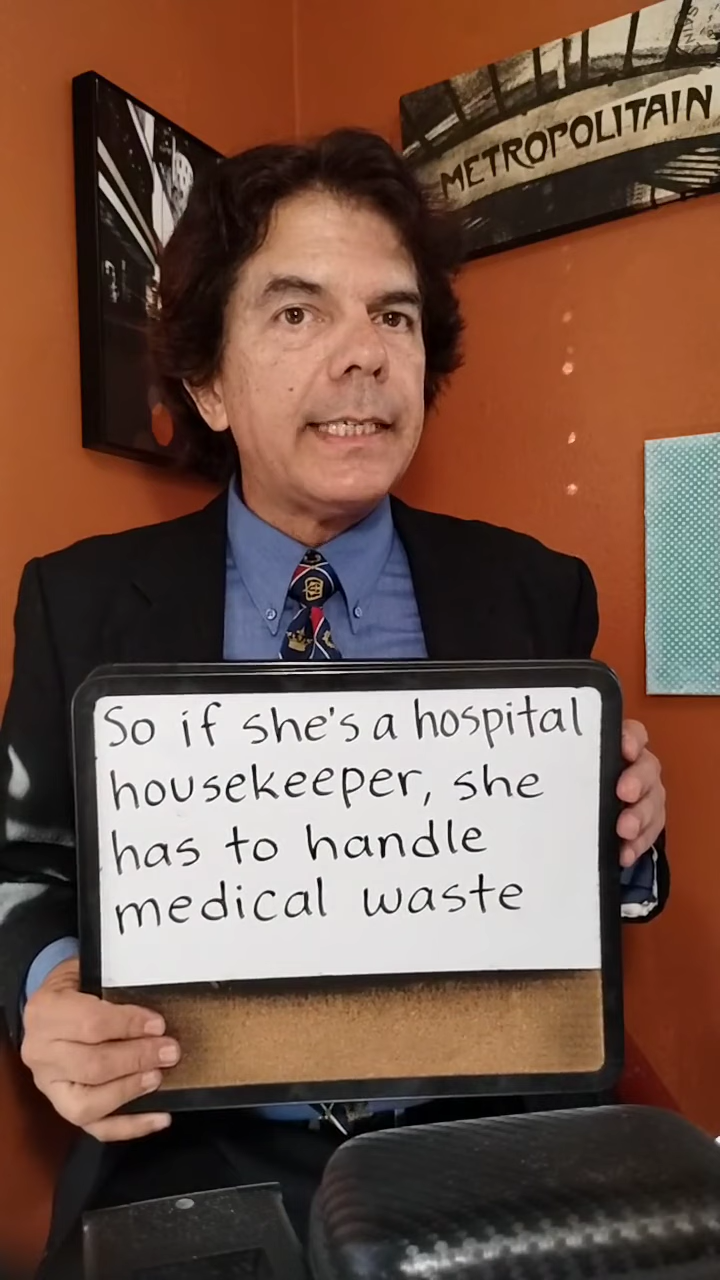 METROPOLITAIN
So if she's a hospital
housekeeper, she
has to handle
medical waste